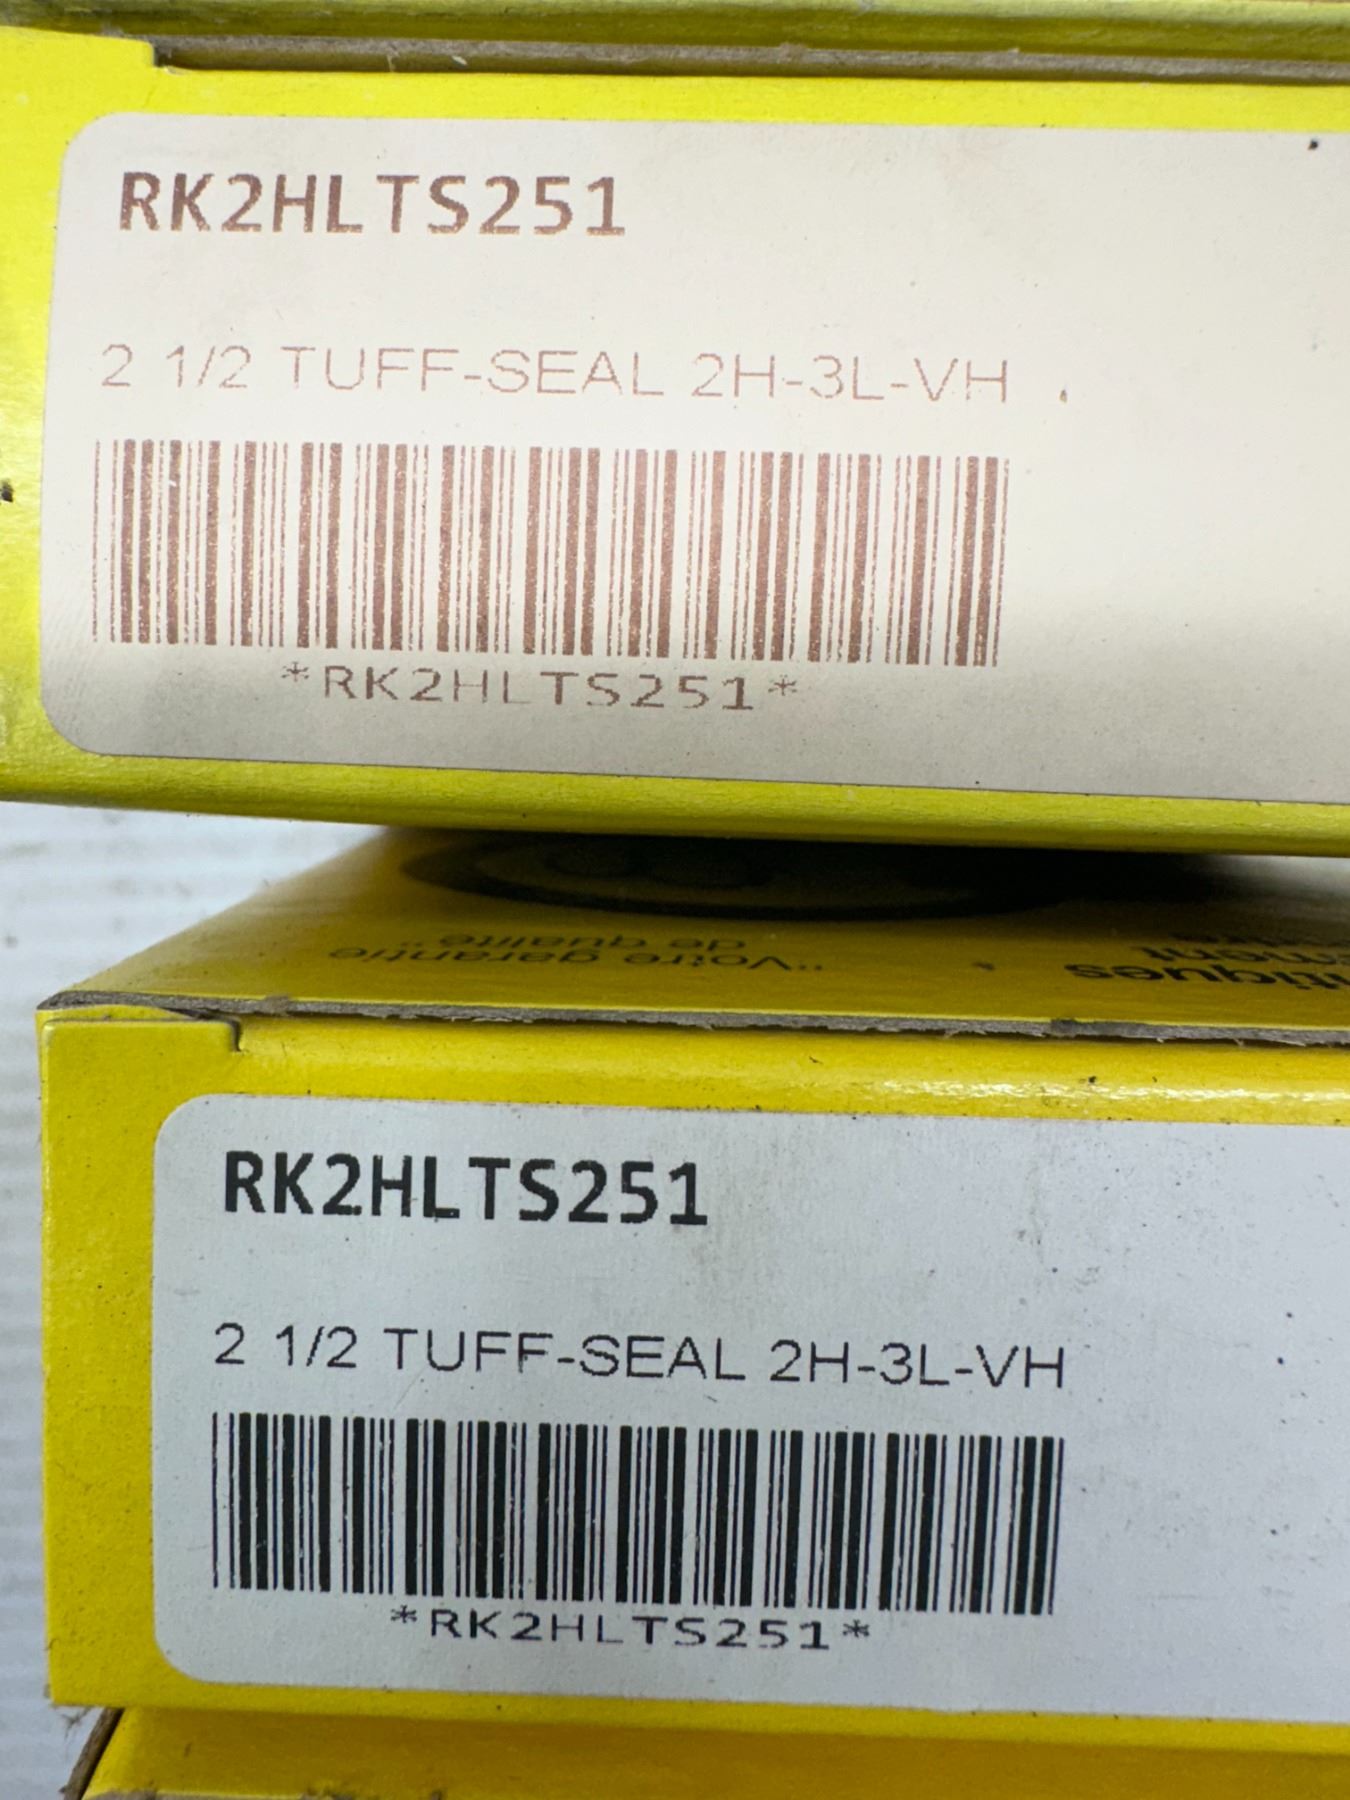 RK2HLTS251
2 1/2 TUFF-SEAL 2H-3L-VH
*RK2HLTS251*
"Votre garantie
de qualité"
RK2HLTS251
2 1/2 TUFF-SEAL 2H-3L-VH
*RK2HLTS251*